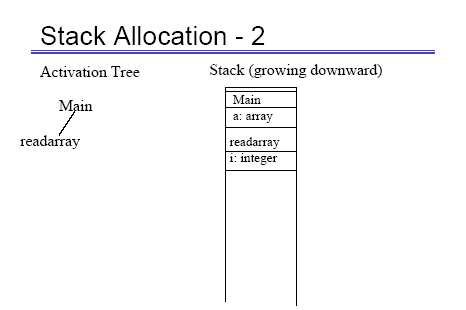 Stack Allocation - 2
Activation Tree
Main
readarray
Stack (growing downward)
Main
a: array
readarray
i: integer